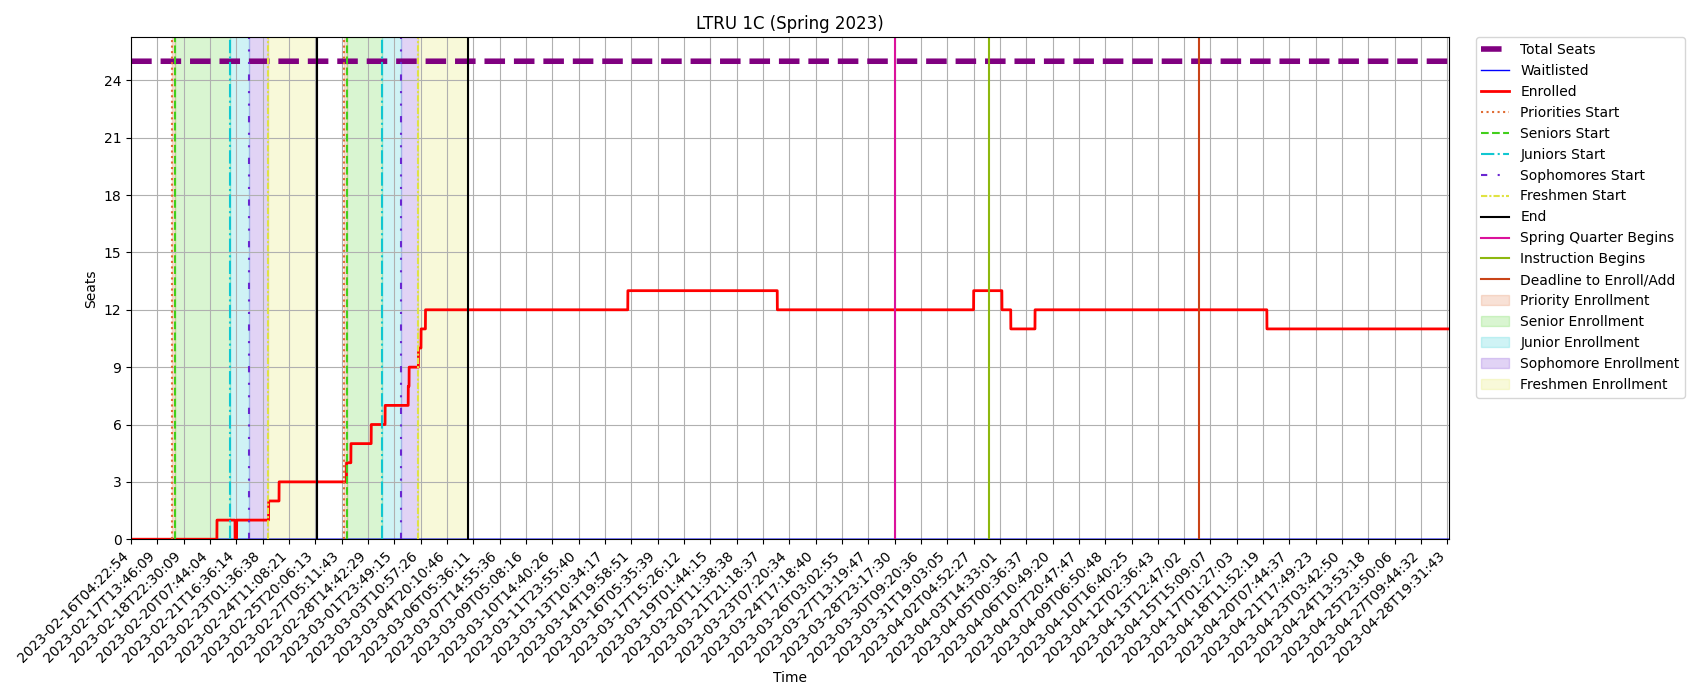 LTRU 1C (Spring 2023)
Seats
24
21
18
15
12
9
6
3
0
2023-02-16T04:22:54
2023-02-17T13:46:09
2023-02-18T22:30:09
2023-02-20T07:44:04
2023-02-21T16:36:14
2023-02-23T01:36:38
2023-02-24T11:08:21
2023-02-25T20:06:13
2023-02-27T05:11:43
2023-02-28T14:42:29
2023-03-01T23:49:15
2023-03-03T10:57:26
2023-03-04T20:10:46
2023-03-06T05:36:11
2023-03-07T14:55:36
2023-03-09T05:08:16
2023-03-10T14:40:26
2023-03-11T23:55:40
2023-03-13T10:34:17
2023-03-14T19:58:51
2023-03-16T05:35:39
2023-03-17T15:26:12
2023-03-19T01:44:15
2023-03-20T11:38:38
2023-03-21T21:18:37
2023-03-23T07:20:34
2023-03-24T17:18:40
2023-03-26T03:02:55
2023-03-27T13:19:47
2023-03-28T23:17:30
2023-03-30T09:20:36
2023-03-31T19:03:05
2023-04-02T04:52:27
2023-04-03T14:33:01
2023-04-05T00:36:37
2023-04-06T10:49:20
2023-04-07T20:47:47
2023-04-09T06:50:48
2023-04-10T16:40:25
2023-04-12T02:36:43
2023-04-13T12:47:02
2023-04-15T15:09:07
2023-04-17T01:27:03
2023-04-18T11:52:19
2023-04-20T07:44:37
2023-04-21T17:49:23
2023-04-23T03:42:50
2023-04-24T13:53:18
2023-04-25T23:50:06
2023-04-27T09:44:32
2023-04-28T19:31:43
Time
Total Seats
Waitlisted
Enrolled
Priorities Start
Seniors Start
Juniors Start
Sophomores Start
Freshmen Start
End
Spring Quarter Begins
Instruction Begins
Deadline to Enroll/Add
Priority Enrollment
Senior Enrollment
Junior Enrollment
Sophomore Enrollment
Freshmen Enrollment